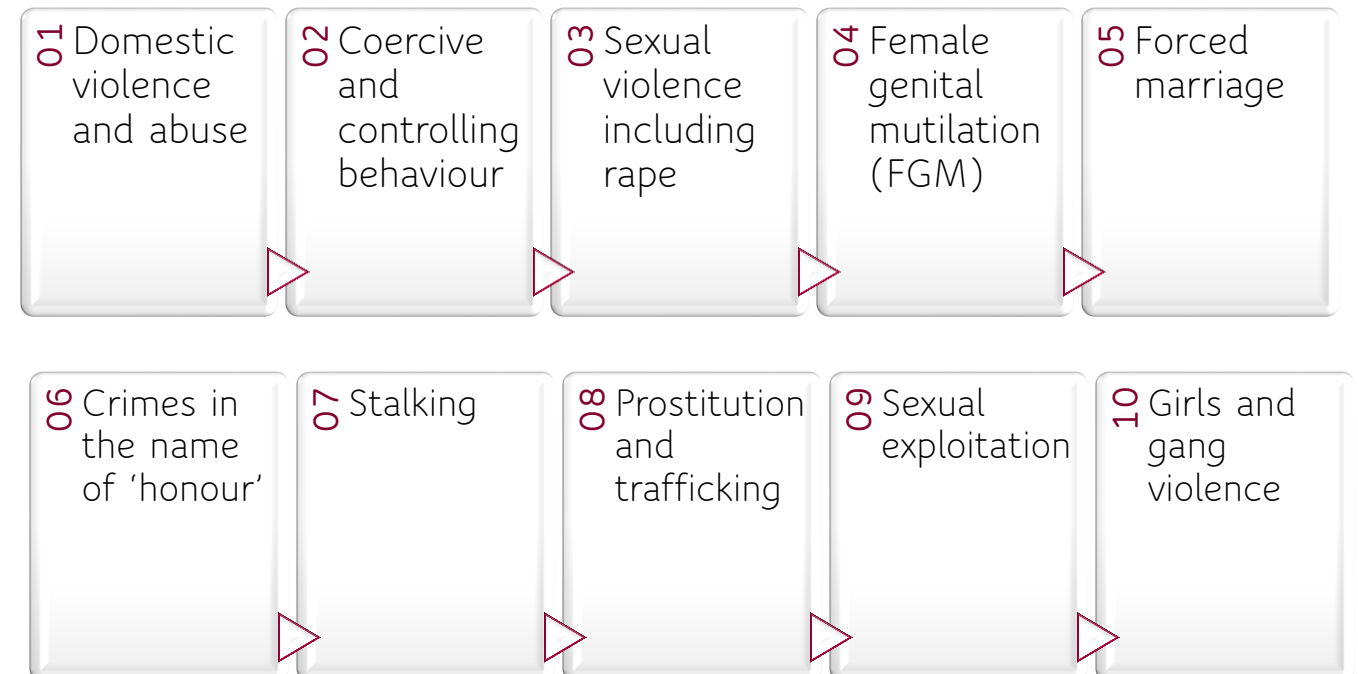 01 Domestic
violence
and abuse
02 Coercive
and
controlling
behaviour
03 Sexual
violence
including
rape
04 Female
genital
mutilation
(FGM)
05 Forced
marriage
06 Crimes in
the name
of ‘honour’
07 Stalking
08 Prostitution
and
trafficking
09 Sexual
exploitation
10 Girls and
gang
violence